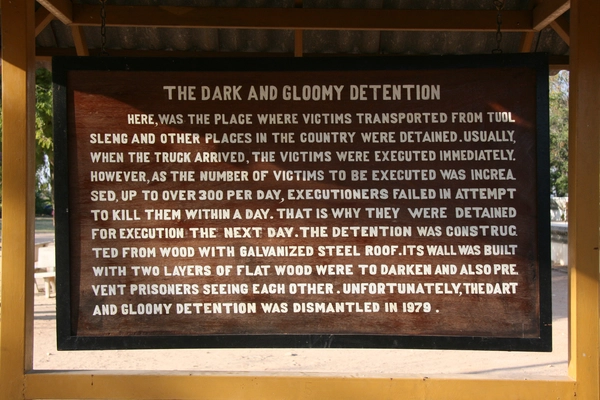 THE DARK AND GLOOMY DETENTION
HERE,WAS THE PLACE WHERE VICTIMS TRANSPORTED FROM TUOL
SLENG AND OTHER PLACES IN THE COUNTRY WERE DETAINED.USUALLY,
WHEN THE TRUCK ARRIVED, THE VICTIMS WERE EXECUTED IMMEDIATELY.
HOWEVER, AS THE NUMBER OF VICTIMS TO BE EXECUTED WAS INCREA.
SED, UP TO OVER 300 PER DAY, EXECUTIONERS FAILED IN ATTEMPT
TO KILL THEM WITHIN A DAY. THAT IS WHY THEY WERE DETAINED
FOR EXECUTION THE NEXT DAY.THE DETENTION WAS CONSTRUC
TED FROM WOOD WITH GALVANIZED STEEL ROOF.ITS WALL WAS BUILT
WITH TWO LAYERS OF FLAT WOOD WERE TO DARKEN AND ALSO PRE
VENT PRISONERS SEEING EACH OTHER . UNFORTUNATELY, THE DART
AND GLOOMY DETENTION WAS DISMANTLED IN 1979 .